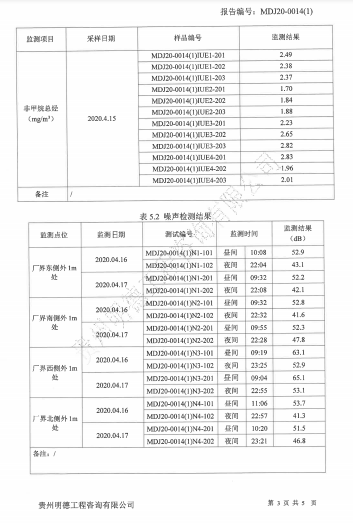 报告编号：MDJ20-0014(1)
监测项目 采样日期 样品编号 监测结果
非甲烷总烃(mg/m³) 2020.4.15 MDJ20-0014(1)IUE1-201 2.49
MDJ20-0014(1)IUE1-202 2.38
MDJ20-0014(1)IUE1-203 2.37
MDJ20-0014(1)IUE2-201 1.70
MDJ20-0014(1)IUE2-202 1.84
MDJ20-0014(1)IUE2-203 1.88
MDJ20-0014(1)IUE3-201 2.23
MDJ20-0014(1)IUE3-202 2.65
MDJ20-0014(1)IUE3-203 2.82
MDJ20-0014(1)IUE4-201 2.83
MDJ20-0014(1)IUE4-202 1.96
MDJ20-0014(1)IUE4-203 2.01
备注 /
表 5.2 噪声检测结果
监测点位 监测日期 测试编号 监测时间 监测结果(dB)
厂界东侧外 1m 处 2020.04.16 MDJ20-0014(1)N1-101 昼间 10:08 52.9
MDJ20-0014(1)N1-102 夜间 22:04 43.1
2020.04.17 MDJ20-0014(1)N1-201 昼间 09:32 52.2
MDJ20-0014(1)N1-202 夜间 22:08 42.1
厂界南侧外 1m 处 2020.04.16 MDJ20-0014(1)N2-101 昼间 09:32 52.8
MDJ20-0014(1)N2-102 夜间 22:32 41.6
2020.04.17 MDJ20-0014(1)N2-201 昼间 09:55 52.3
MDJ20-0014(1)N2-202 夜间 22:28 47.8
厂界西侧外 1m 处 2020.04.16 MDJ20-0014(1)N3-101 昼间 09:19 63.1
MDJ20-0014(1)N3-102 夜间 23:25 52.9
2020.04.17 MDJ20-0014(1)N3-201 昼间 09:04 65.1
MDJ20-0014(1)N3-202 夜间 22:55 53.1
厂界北侧外 1m 处 2020.04.16 MDJ20-0014(1)N4-101 昼间 11:06 53.7
MDJ20-0014(1)N4-102 夜间 22:57 41.3
2020.04.17 MDJ20-0014(1)N4-201 昼间 10:20 51.5
MDJ20-0014(1)N4-202 夜间 23:21 46.8
备注：/
贵州明德工程咨询有限公司 第 3 页 共 5 页